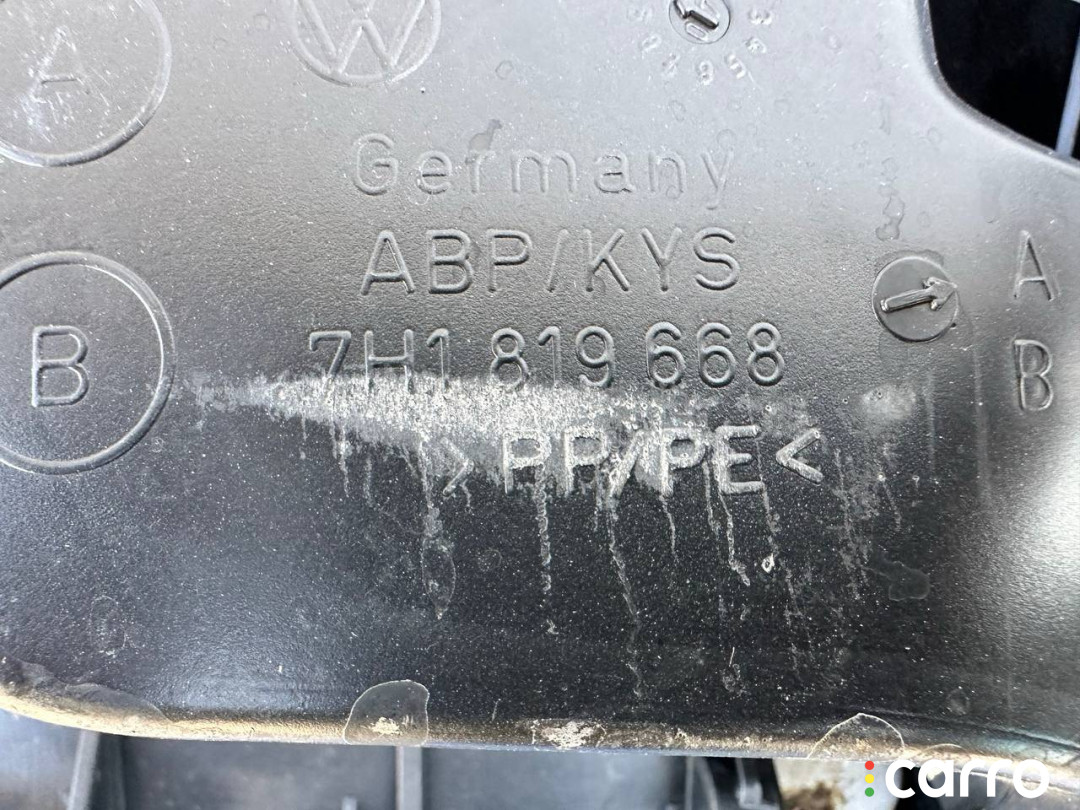 A
Germany
ABP/KYS
A
7H1 819 668
B
B
>PP/PE<
carro